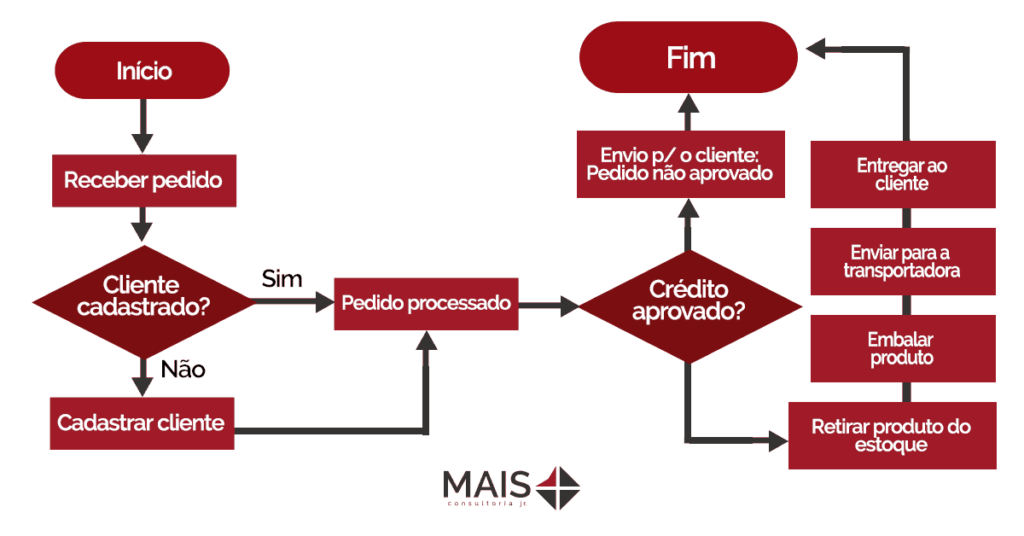 Início
Receber pedido
Cliente
cadastrado?
Sim
Não
Cadastrar cliente
Pedido processado
Crédito
aprovado?
Envio p/ o cliente:
Pedido não aprovado
Fim
Retirar produto do
estoque
Embalar
produto
Enviar para a
transportadora
Entregar ao
cliente
MAIS
consultoria jr.